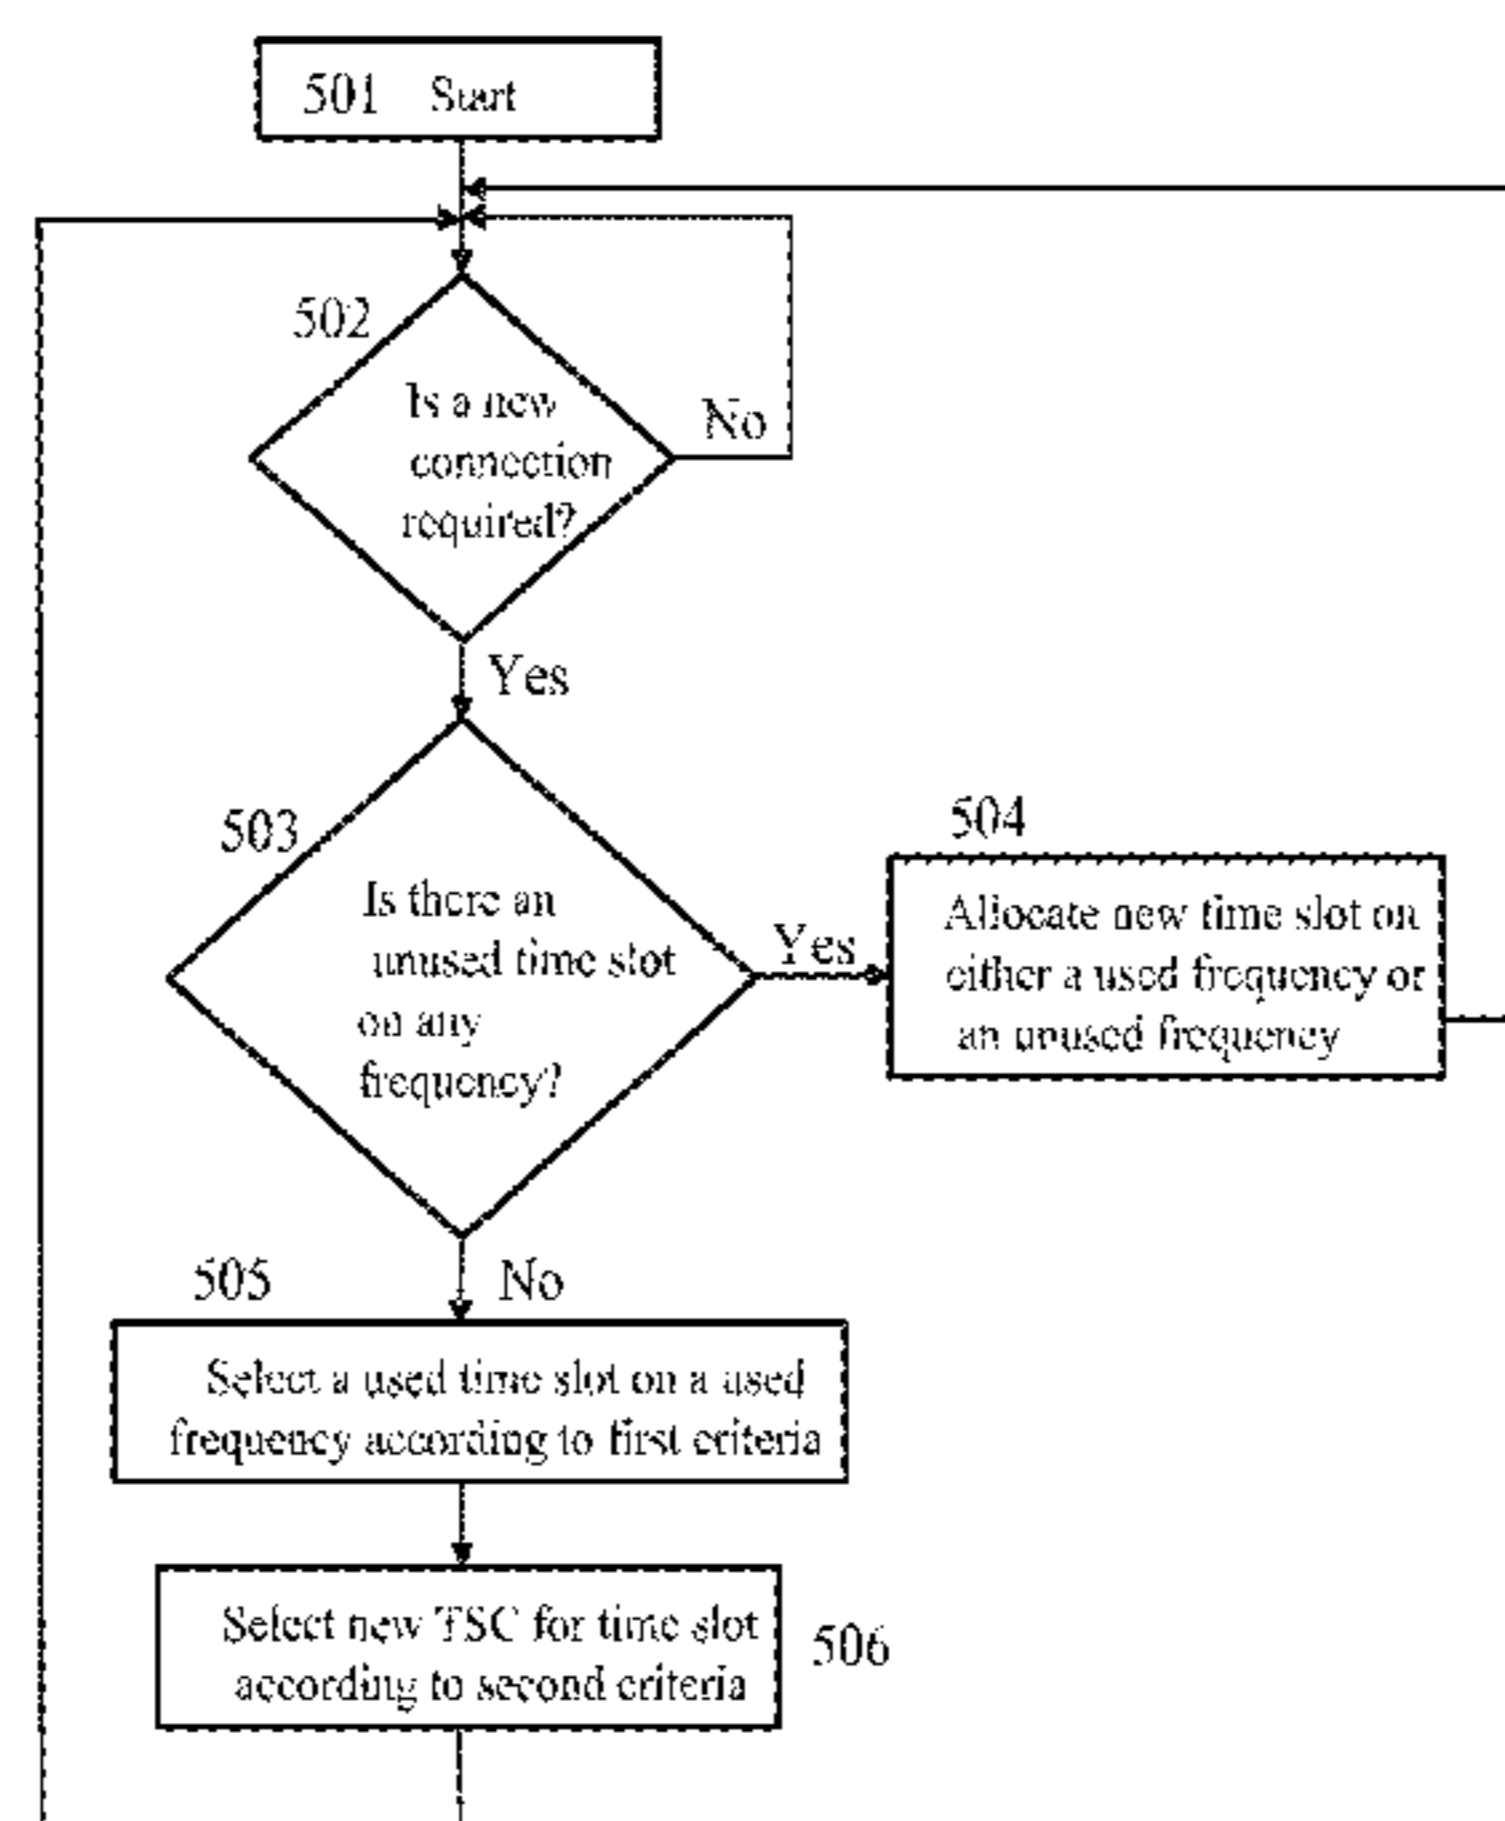 501 Start
502
Is a new
connection
required?
No
Yes
503
Is there an
unused time slot
on any
frequency?
Yes
504
Allocate new time slot on
either a used frequency or
an unused frequency
505
No
Select a used time slot on a used
frequency according to first criteria
Select new TSC for time slot
according to second criteria
506